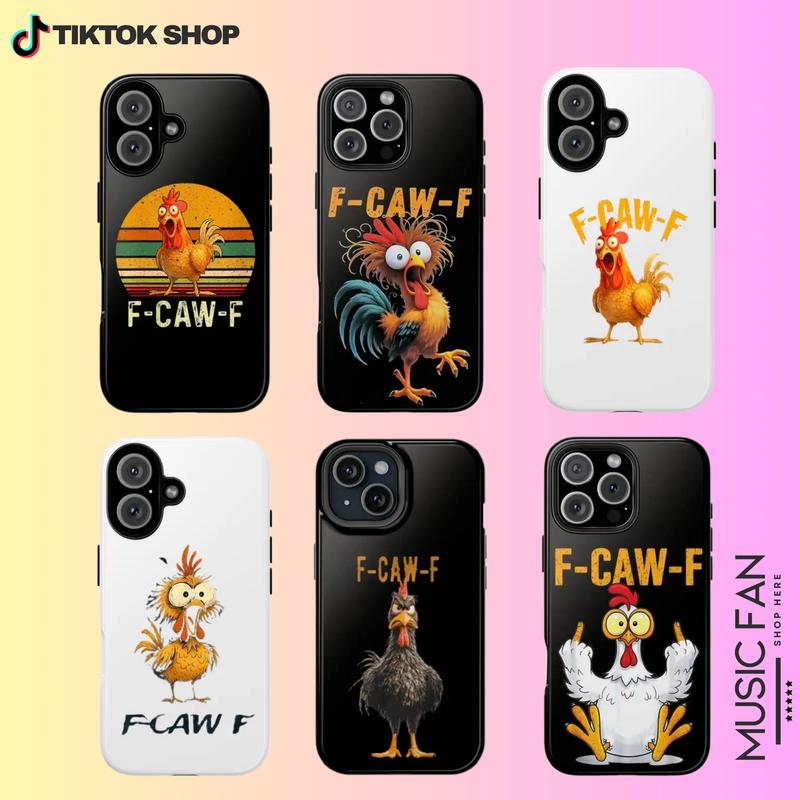 TIKTOK SHOP
F-CAW-F
F-CAW-F
F-CAW-F
F-CAW F
F-CAW-F
F-CAW-F
MUSIC FAN
SHOP HERE